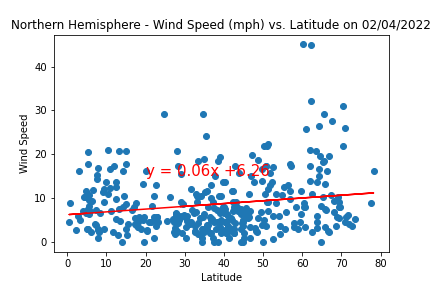 Northern Hemisphere - Wind Speed (mph) vs. Latitude on 02/04/2022
40
30
20
10
0
Wind Speed
y = 0.06x +6.26
0 10 20 30 40 50 60 70 80
Latitude